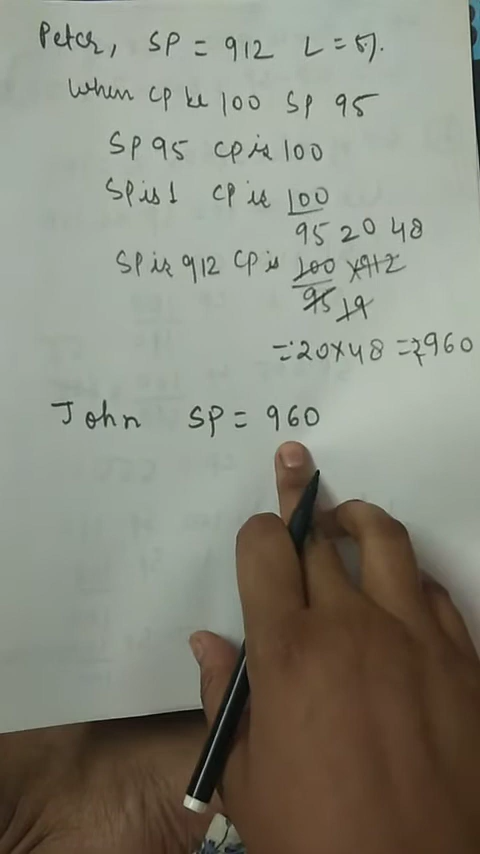 Peter, SP = 912 L = 5%.
When CP is 100 SP 95
SP 95 CP is 100
SP is 1 CP is 100
95 20 48
SP is 912 CP is 100 x 912
95 19
= 20 x 48 = ₹960
John SP = 960